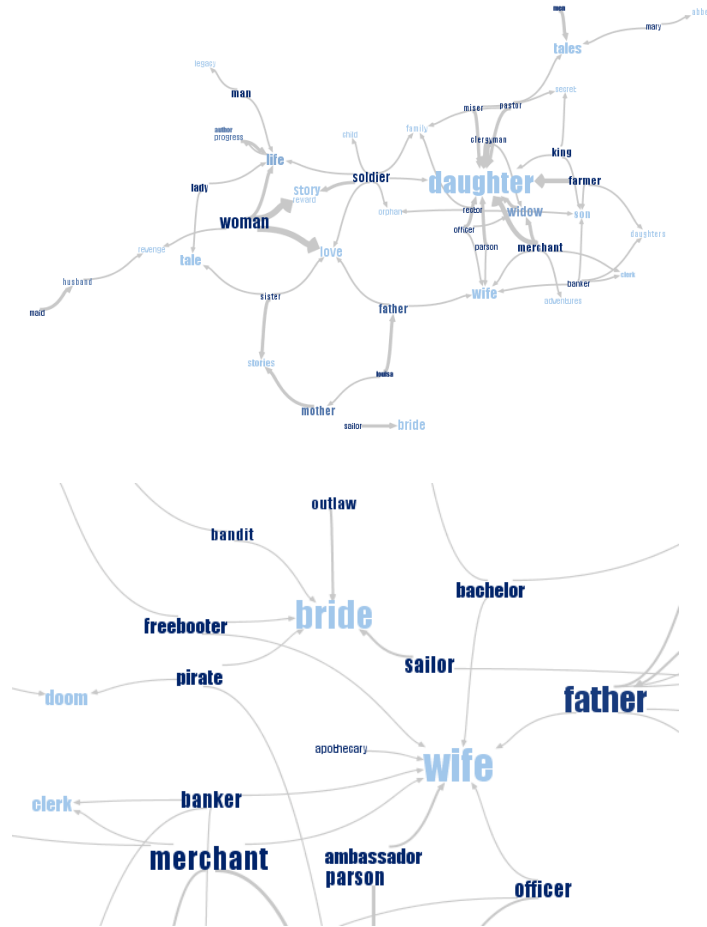 men
abbe
mary
tales
legacy
man
secret
miser
pastor
author
progress
child
family
clergyman
life
king
soldier
daughter
farmer
lady
story
reward
orphan
rector
widow
son
woman
officer
daughters
revenge
love
parson
merchant
tale
clerk
husband
banker
wife
sister
adventures
maid
father
stories
louisa
mother
sailor
bride
outlaw
bandit
bachelor
bride
freebooter
sailor
pirate
doom
father
apothecary
wife
clerk
banker
merchant
ambassador
parson
officer